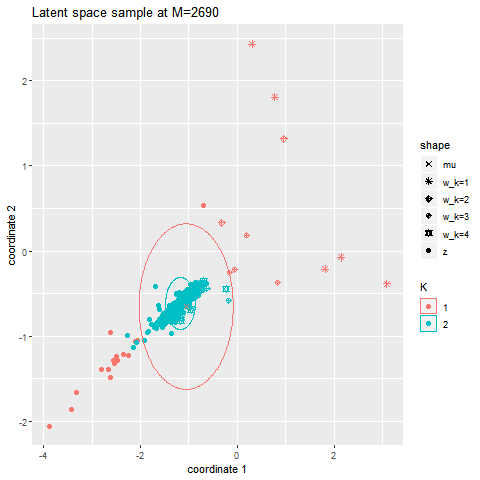 Latent space sample at M=2690
coordinate 2
2
1
0
-1
-2
-4
-2
0
2
coordinate 1
shape
mu
w_k=1
w_k=2
w_k=3
w_k=4
z
K
1
2